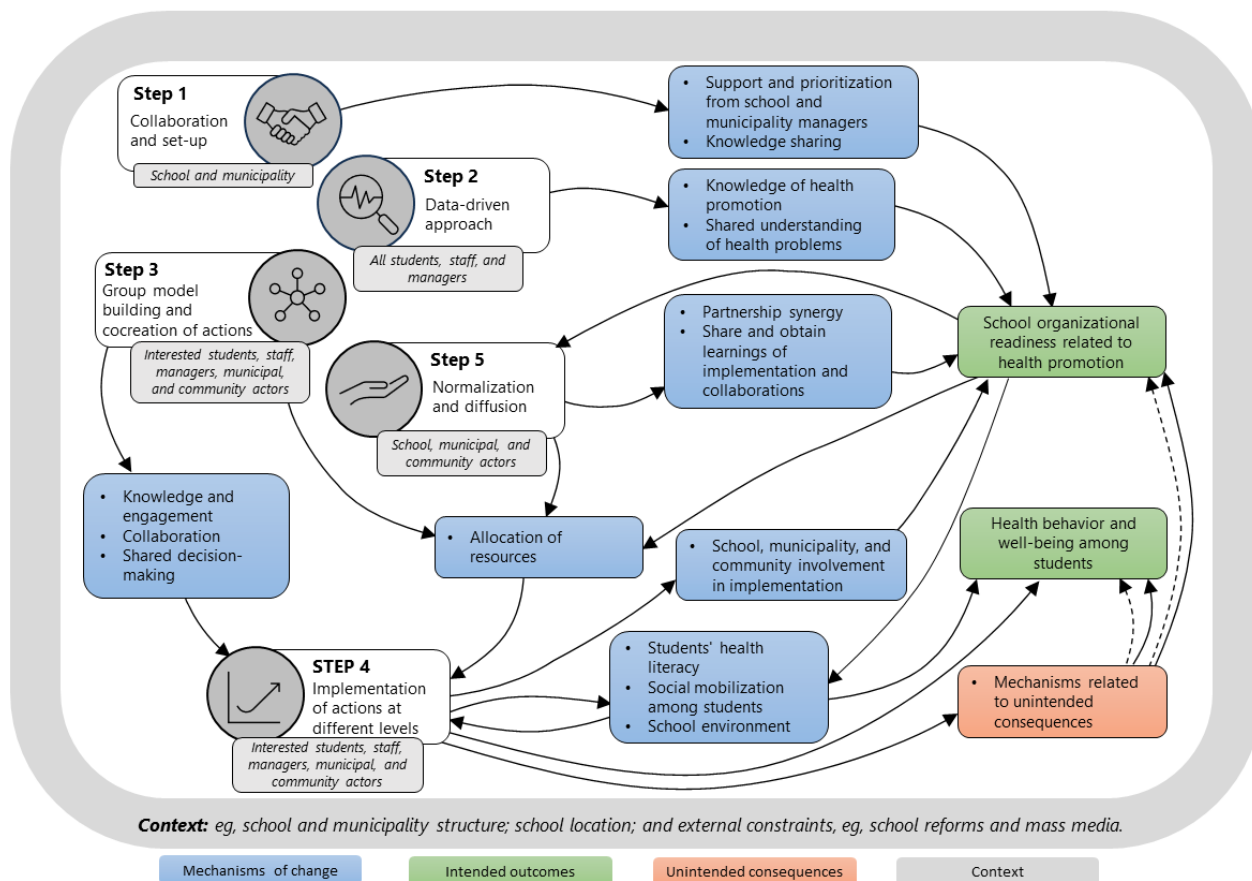 Step 1
Collaboration
and set-up
School and municipality
• Support and prioritization
from school and
municipality managers
• Knowledge sharing
Step 2
Data-driven
approach
All students, staff, and
managers
• Knowledge of health
promotion
• Shared understanding
of health problems
Step 3
Group model
building and
cocreation of actions
Interested students, staff,
managers, municipal,
and community actors
Step 5
Normalization
and diffusion
School, municipal, and
community actors
• Partnership synergy
• Share and obtain
learnings of
implementation and
collaborations
School organizational
readiness related to
health promotion
• Knowledge and
engagement
• Collaboration
• Shared decision-
making
• Allocation of
resources
• School, municipality, and
community involvement
in implementation
Health behavior and
well-being among
students
STEP 4
Implementation
of actions at
different levels
Interested students, staff,
managers, municipal, and
community actors
• Students' health
literacy
• Social mobilization
among students
• School environment
• Mechanisms related
to unintended
consequences
Context: eg, school and municipality structure; school location; and external constraints, eg, school reforms and mass media.
Mechanisms of change
Intended outcomes
Unintended consequences
Context